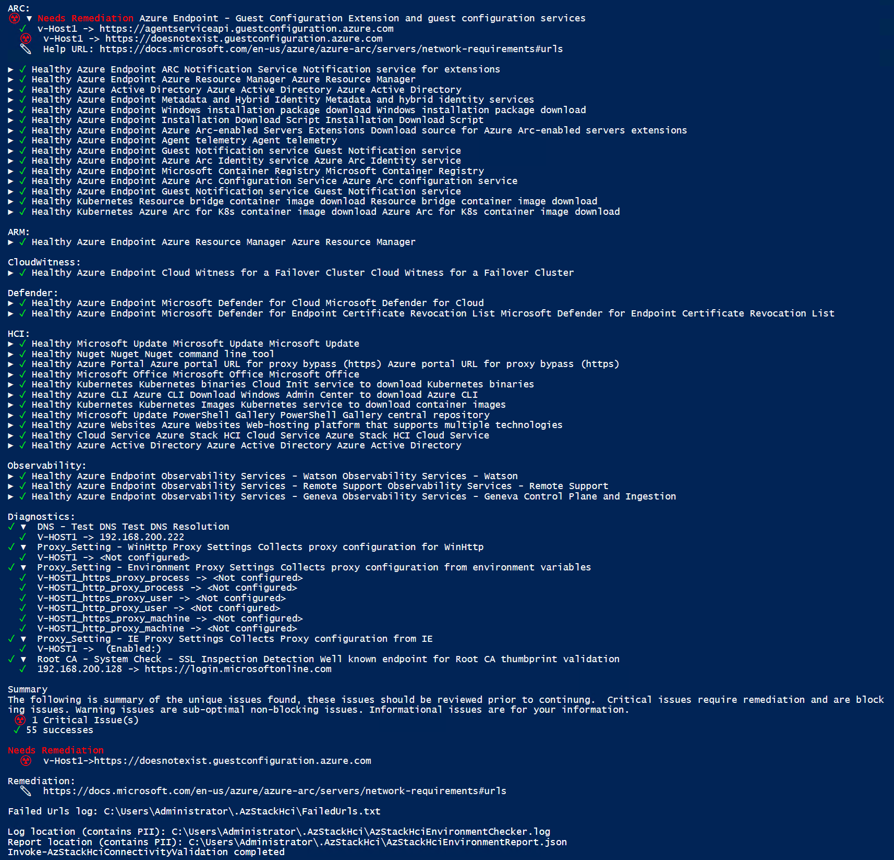 ARC:
▼ Needs Remediation Azure Endpoint - Guest Configuration Extension and guest configuration services
✓ v-Host1 -> https://agentserviceapi.guestconfiguration.azure.com
v-Host1 -> https://doesnotexist.guestconfiguration.azure.com
Help URL: https://docs.microsoft.com/en-us/azure/azure-arc/servers/network-requirements#urls
► ✓ Healthy Azure Endpoint ARC Notification Service Notification service for extensions
► ✓ Healthy Azure Endpoint Azure Resource Manager Azure Resource Manager
► ✓ Healthy Azure Active Directory Azure Active Directory Azure Active Directory
► ✓ Healthy Azure Endpoint Metadata and Hybrid Identity Metadata and hybrid identity services
► ✓ Healthy Azure Endpoint Windows installation package download Windows installation package download
► ✓ Healthy Azure Endpoint Installation Download Script Installation Download Script
► ✓ Healthy Azure Endpoint Azure Arc-enabled Servers Extensions Download source for Azure Arc-enabled servers extensions
► ✓ Healthy Azure Endpoint Agent telemetry Agent telemetry
► ✓ Healthy Azure Endpoint Guest Notification service Guest Notification service
► ✓ Healthy Azure Endpoint Azure Arc Identity service Azure Arc Identity service
► ✓ Healthy Azure Endpoint Microsoft Container Registry Microsoft Container Registry
► ✓ Healthy Azure Endpoint Azure Arc Configuration Service Azure Arc configuration service
► ✓ Healthy Azure Endpoint Guest Notification service Guest Notification service
► ✓ Healthy Kubernetes Resource bridge container image download Resource bridge container image download
► ✓ Healthy Kubernetes Azure Arc for K8s container image download Azure Arc for K8s container image download
ARM:
► ✓ Healthy Azure Endpoint Azure Resource Manager Azure Resource Manager
CloudWitness:
► ✓ Healthy Azure Endpoint Cloud Witness for a Failover Cluster Cloud Witness for a Failover Cluster
Defender:
► ✓ Healthy Azure Endpoint Microsoft Defender for Cloud Microsoft Defender for Cloud
► ✓ Healthy Azure Endpoint Microsoft Defender for Endpoint Certificate Revocation List Microsoft Defender for Endpoint Certificate Revocation List
HCI:
► ✓ Healthy Microsoft Update Microsoft Update Microsoft Update
► ✓ Healthy Nuget Nuget Nuget command line tool
► ✓ Healthy Azure Portal Azure portal URL for proxy bypass (https) Azure portal URL for proxy bypass (https)
► ✓ Healthy Microsoft Office Microsoft Office Microsoft Office
► ✓ Healthy Kubernetes Kubernetes binaries Cloud Init service to download Kubernetes binaries
► ✓ Healthy Azure CLI Azure CLI Download Windows Admin Center to download Azure CLI
► ✓ Healthy Kubernetes Kubernetes Images Kubernetes service to download container images
► ✓ Healthy Microsoft Update PowerShell Gallery PowerShell Gallery central repository
► ✓ Healthy Azure Websites Azure Websites Web-hosting platform that supports multiple technologies
► ✓ Healthy Cloud Service Azure Stack HCI Cloud Service Azure Stack HCI Cloud Service
► ✓ Healthy Azure Active Directory Azure Active Directory Azure Active Directory
Observability:
► ✓ Healthy Azure Endpoint Observability Services - Watson Observability Services - Watson
► ✓ Healthy Azure Endpoint Observability Services - Remote Support Observability Services - Remote Support
► ✓ Healthy Azure Endpoint Observability Services - Geneva Observability Services - Geneva Control Plane and Ingestion
Diagnostics:
✓ ▼ DNS - Test DNS Test DNS Resolution
✓ V-HOST1 -> 192.168.200.222
✓ ▼ Proxy_Setting - WinHttp Proxy Settings Collects proxy configuration for WinHttp
✓ V-HOST1 -> <Not configured>
✓ ▼ Proxy_Setting - Environment Proxy Settings Collects proxy configuration from environment variables
✓ V-HOST1_https_proxy_process -> <Not configured>
✓ V-HOST1_http_proxy_process -> <Not configured>
✓ V-HOST1_https_proxy_user -> <Not configured>
✓ V-HOST1_http_proxy_user -> <Not configured>
✓ V-HOST1_https_proxy_machine -> <Not configured>
✓ V-HOST1_http_proxy_machine -> <Not configured>
✓ ▼ Proxy_Setting - IE Proxy Settings Collects Proxy configuration from IE
✓ V-HOST1 -> (Enabled:)
✓ ▼ Root CA - System Check - SSL Inspection Detection Well known endpoint for Root CA thumbprint validation
✓ 192.168.200.128 -> https://login.microsoftonline.com
Summary
The following is summary of the unique issues found, these issues should be reviewed prior to continung. Critical issues require remediation and are block
ing issues. Warning issues are sub-optimal non-blocking issues. Informational issues are for your information.
1 Critical Issue(s)
✓ 55 successes
Needs Remediation
v-Host1->https://doesnotexist.guestconfiguration.azure.com
Remediation:
https://docs.microsoft.com/en-us/azure/azure-arc/servers/network-requirements#urls
Failed Urls log: C:\Users\Administrator\.AzStackHci\FailedUrls.txt
Log location (contains PII): C:\Users\Administrator\.AzStackHci\AzStackHciEnvironmentChecker.log
Report location (contains PII): C:\Users\Administrator\.AzStackHci\AzStackHciEnvironmentReport.json
Invoke-AzStackHciConnectivityValidation completed